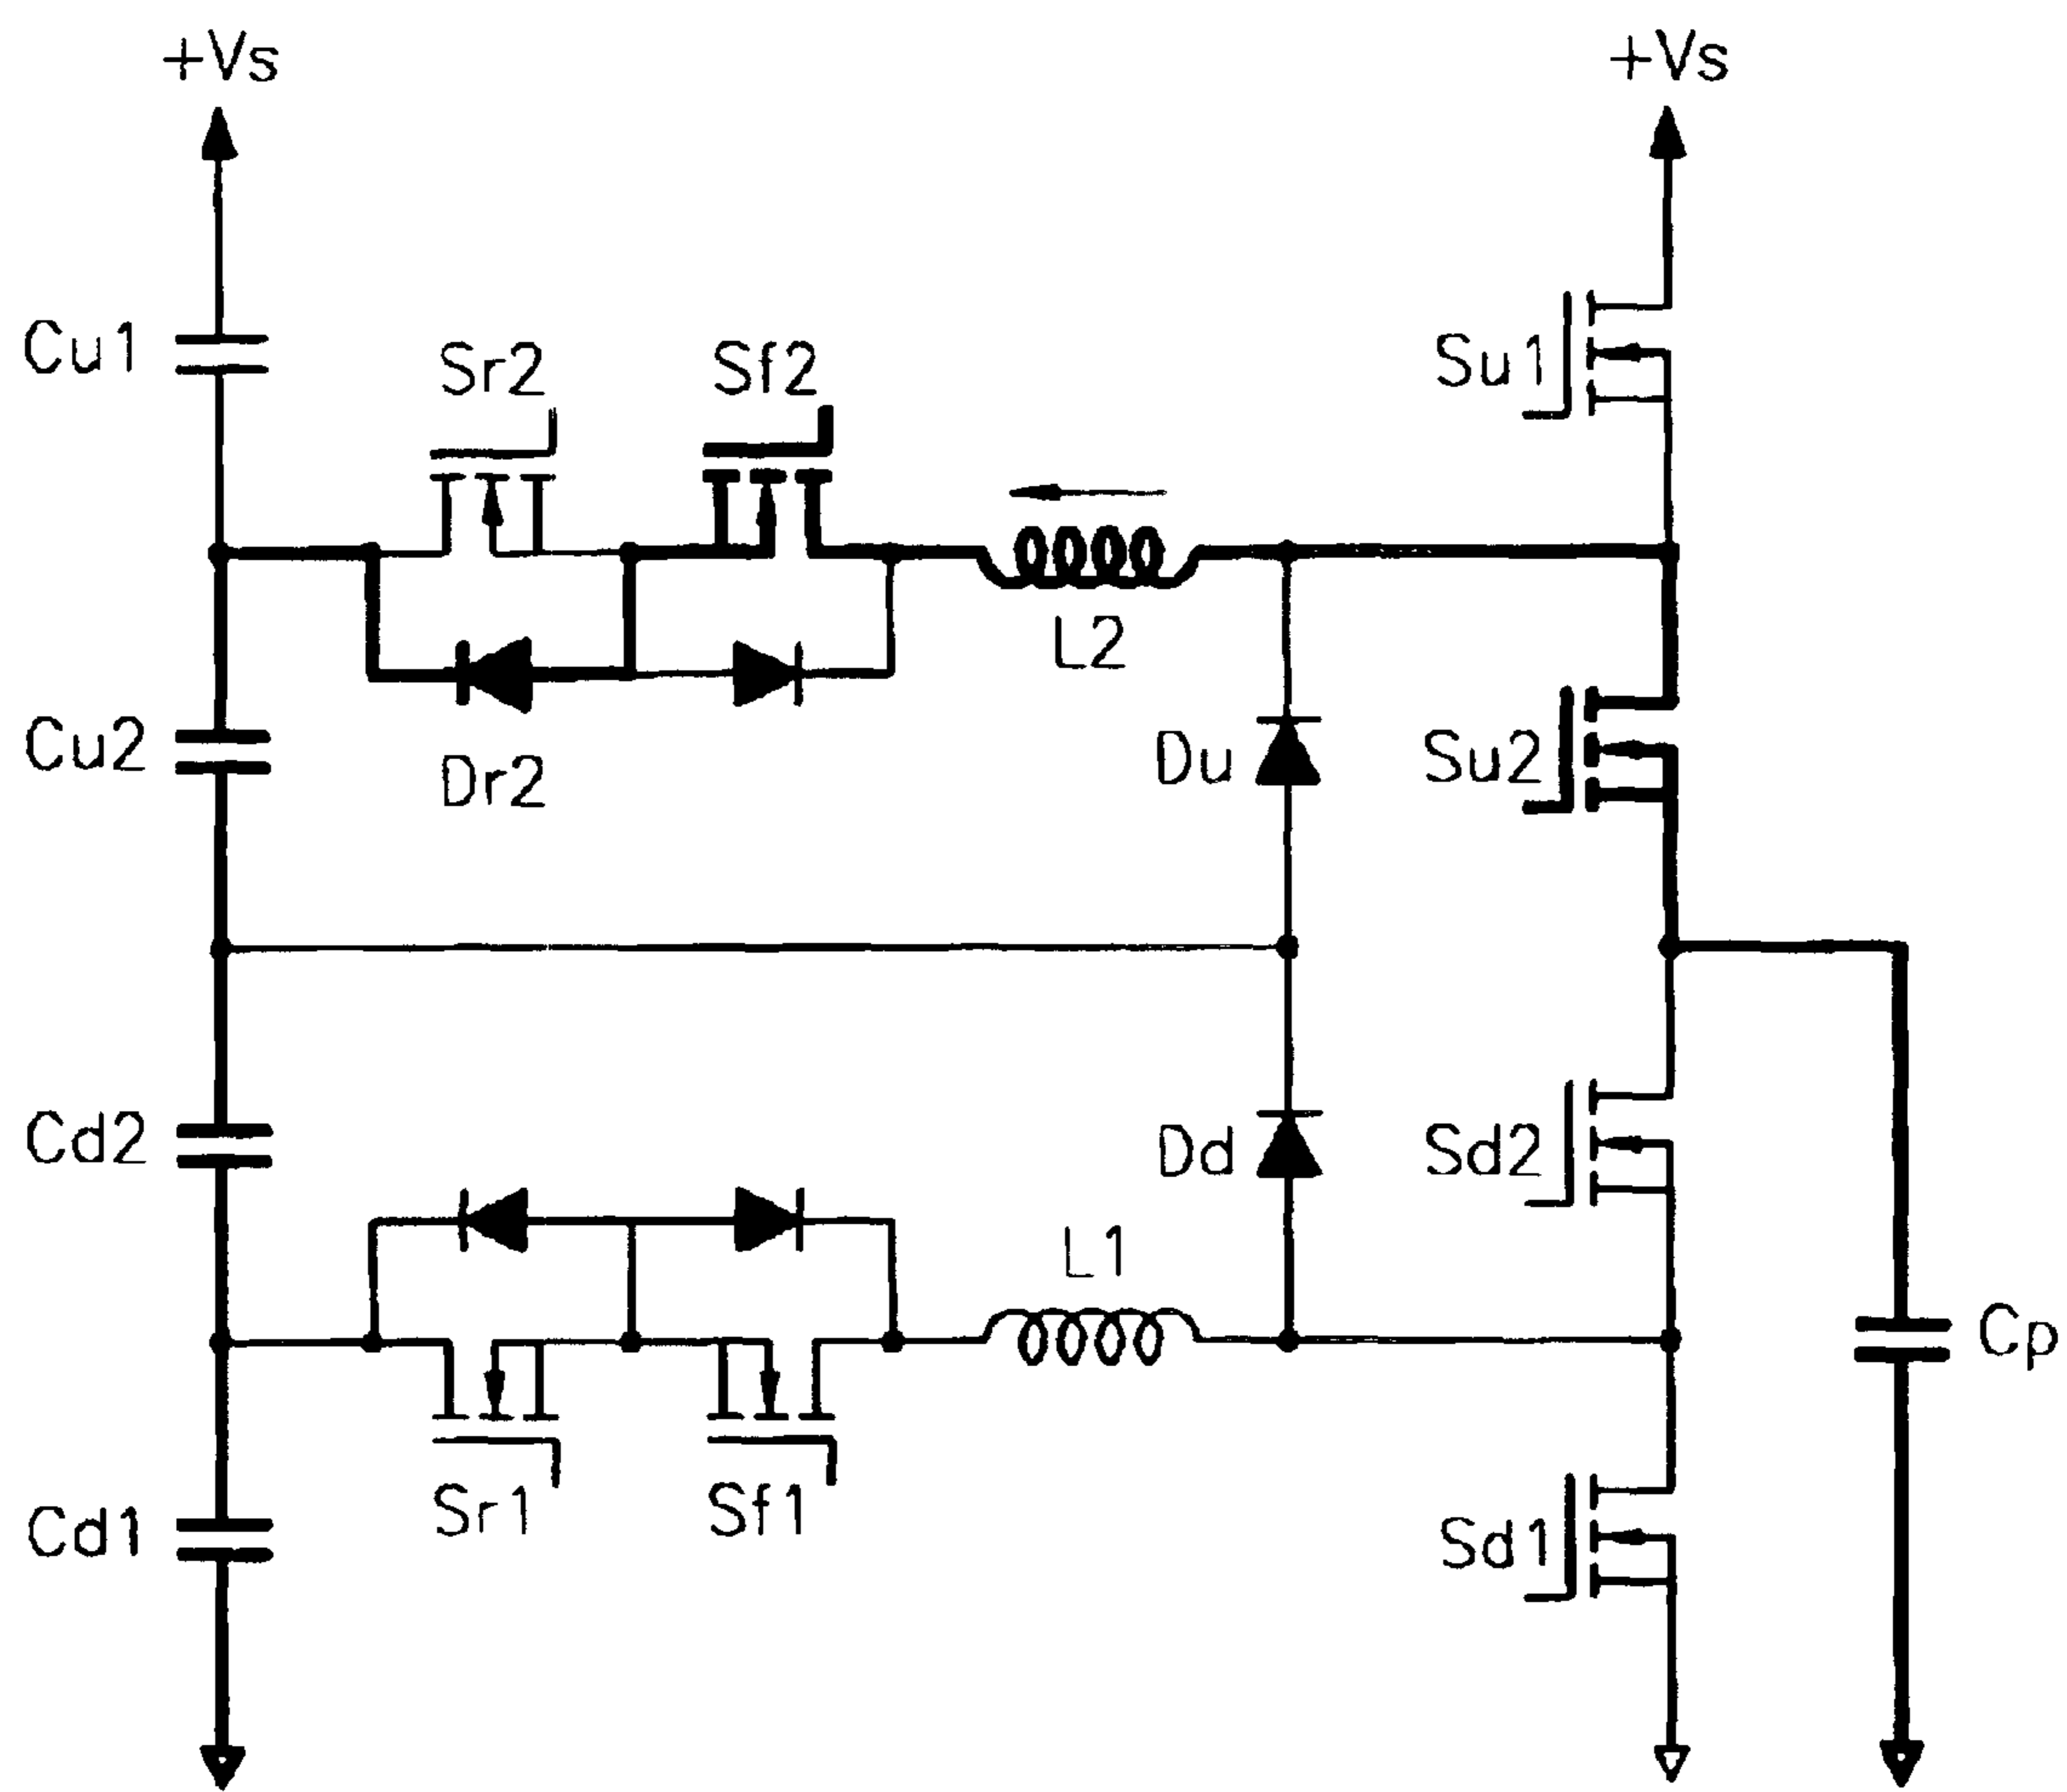 +Vs
+Vs
Cu1
Sr2
Sf2
Su1
L2
Cu2
Dr2
Du
Su2
Cd2
Dd
Sd2
L1
Cp
Cd1
Sr1
Sf1
Sd1